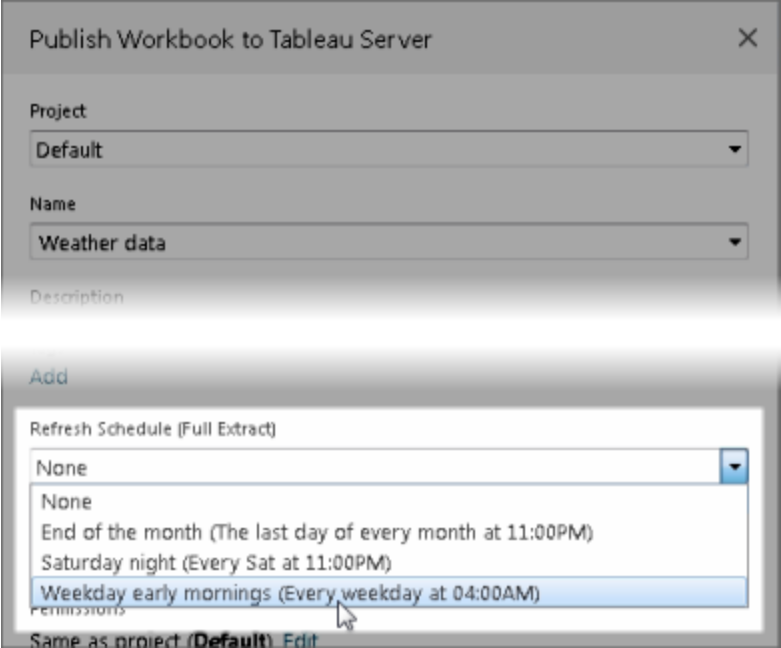 Publish Workbook to Tableau Server
Project
Default
Name
Weather data
Description
Add
Refresh Schedule (Full Extract)
None
None
End of the month (The last day of every month at 11:00PM)
Saturday night (Every Sat at 11:00PM)
Weekday early mornings (Every weekday at 04:00AM)
Permissions
Same as project (Default) Edit